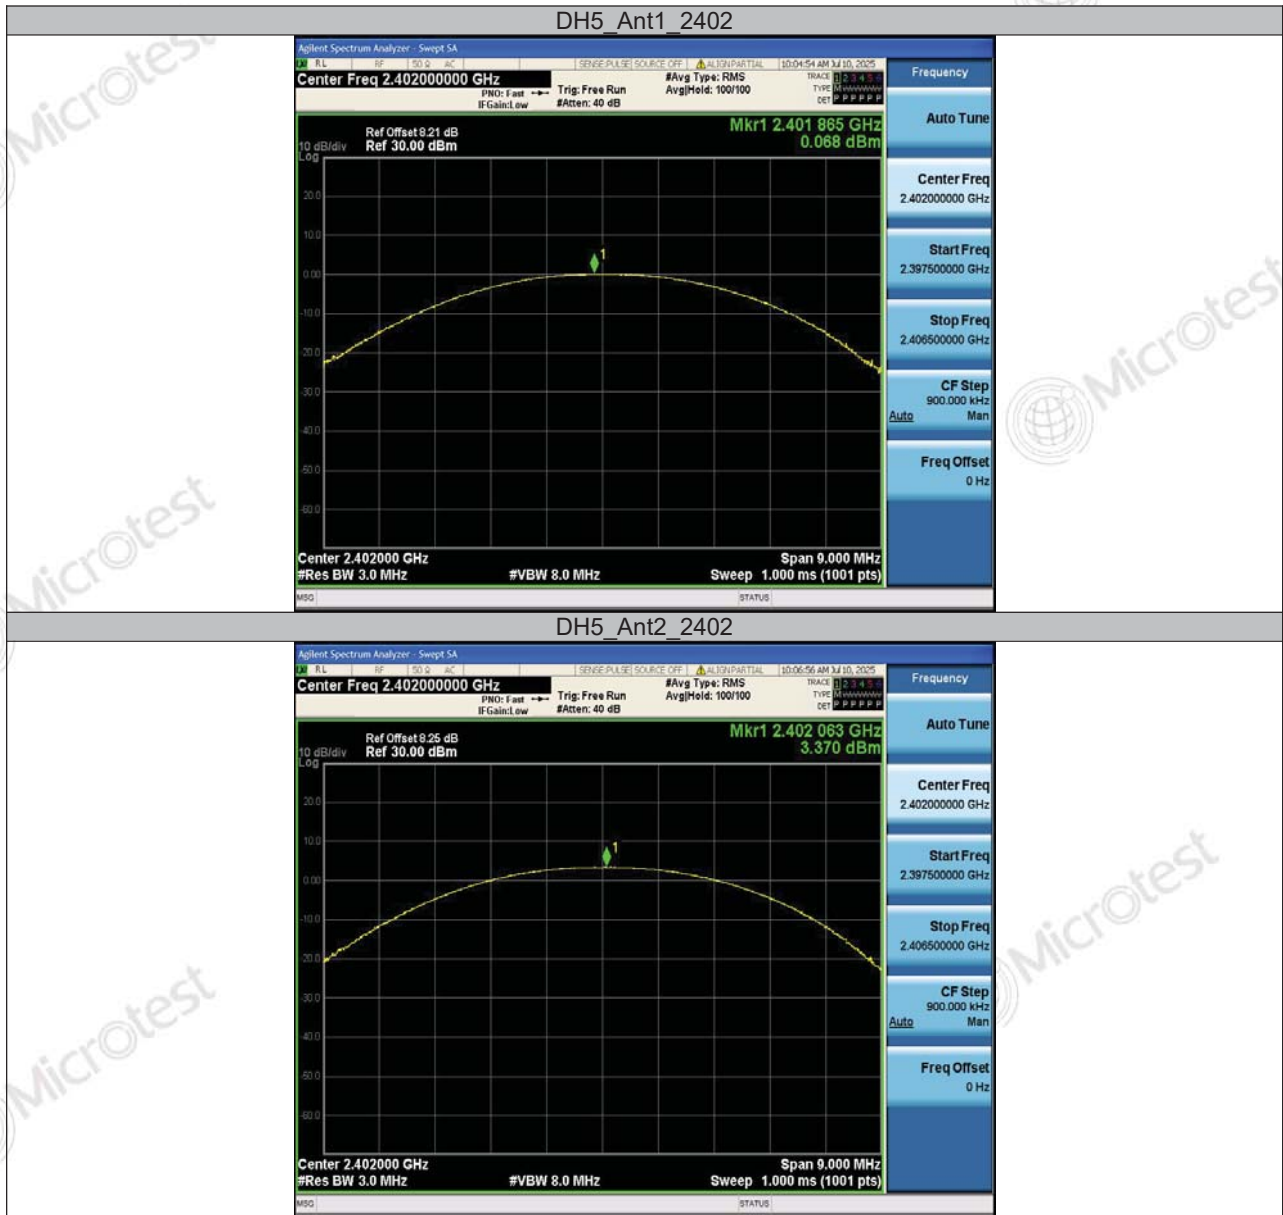 DH5_Ant1_2402
Agilent Spectrum Analyzer - Swept SA
RL RF 50 Ω AC SENSE:PULSE SOURCE OFF ALIGN PARTIAL 10:04:54 AM Jul 10, 2025
Center Freq 2.402000000 GHz
PNO: Fast
IFGain:Low
Trig: Free Run
#Atten: 40 dB
#Avg Type: RMS
Avg|Hold: 100/100
TRACE 1 2 3 4 5 6
TYPE M W W W W W
DET P P P P P P
Ref Offset 8.21 dB
10 dB/div Ref 30.00 dBm
Log
Mkr1 2.401 865 GHz
0.068 dBm
20.0
10.0
0.00
-10.0
-20.0
-30.0
-40.0
-50.0
-60.0
1
Center 2.402000 GHz
Span 9.000 MHz
#Res BW 3.0 MHz
#VBW 8.0 MHz
Sweep 1.000 ms (1001 pts)
MSG
STATUS
Frequency
Auto Tune
Center Freq
2.402000000 GHz
Start Freq
2.397500000 GHz
Stop Freq
2.406500000 GHz
CF Step
900.000 kHz
Auto Man
Freq Offset
0 Hz
DH5_Ant2_2402
Agilent Spectrum Analyzer - Swept SA
RL RF 50 Ω AC SENSE:PULSE SOURCE OFF ALIGN PARTIAL 10:06:56 AM Jul 10, 2025
Center Freq 2.402000000 GHz
PNO: Fast
IFGain:Low
Trig: Free Run
#Atten: 40 dB
#Avg Type: RMS
Avg|Hold: 100/100
TRACE 1 2 3 4 5 6
TYPE M W W W W W
DET P P P P P P
Ref Offset 8.25 dB
10 dB/div Ref 30.00 dBm
Log
Mkr1 2.402 063 GHz
3.370 dBm
20.0
10.0
0.00
-10.0
-20.0
-30.0
-40.0
-50.0
-60.0
1
Center 2.402000 GHz
Span 9.000 MHz
#Res BW 3.0 MHz
#VBW 8.0 MHz
Sweep 1.000 ms (1001 pts)
MSG
STATUS
Frequency
Auto Tune
Center Freq
2.402000000 GHz
Start Freq
2.397500000 GHz
Stop Freq
2.406500000 GHz
CF Step
900.000 kHz
Auto Man
Freq Offset
0 Hz
Microtest
Microtest
Microtest
Microtest
Microtest